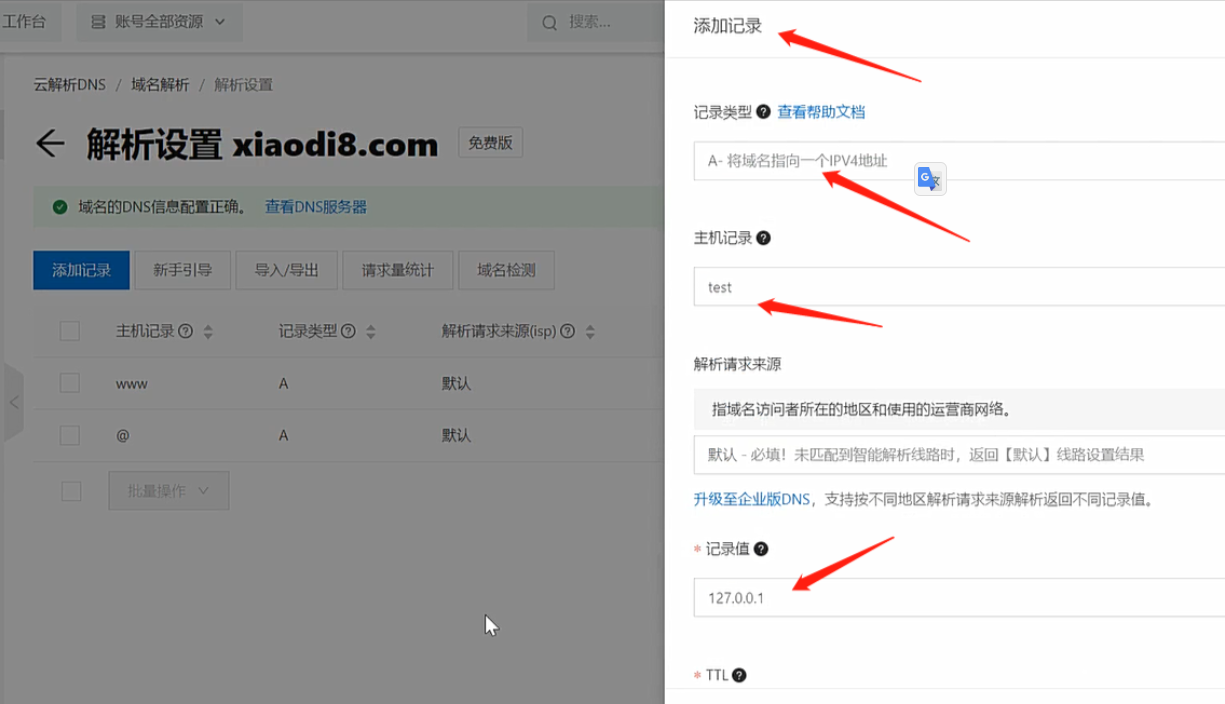 工作台
账号全部资源
搜索...
云解析DNS / 域名解析 / 解析设置
解析设置 xiaodi8.com
免费版
域名的DNS信息配置正确。 查看DNS服务器
添加记录 新手引导 导入/导出 请求量统计 域名检测
主机记录 记录类型 解析请求来源(isp)
www A 默认
@ A 默认
批量操作
添加记录
记录类型 查看帮助文档
A- 将域名指向一个IPV4地址
主机记录
test
解析请求来源
指域名访问者所在的地区和使用的运营商网络。
默认 - 必填！未匹配到智能解析线路时，返回【默认】线路设置结果
升级至企业版DNS，支持按不同地区解析请求来源解析返回不同记录值。
* 记录值
127.0.0.1
* TTL